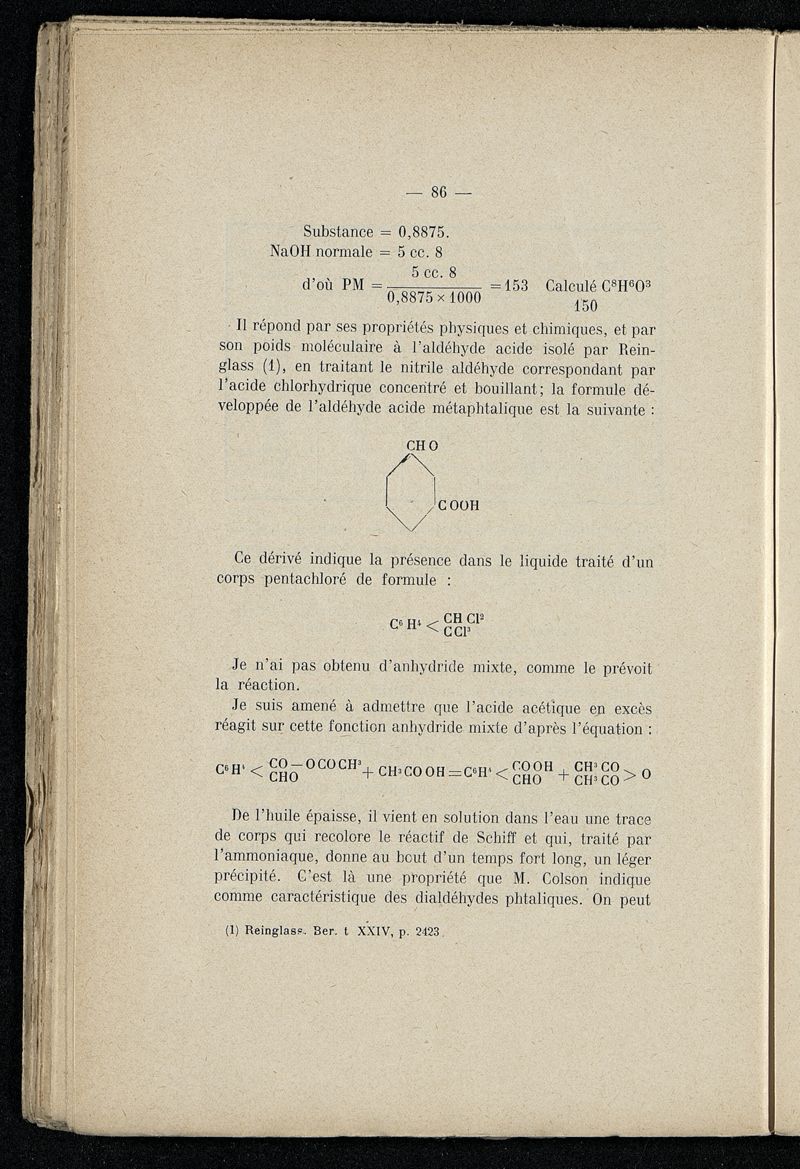 — 86 —
Substance = 0,8875.
NaOH normale = 5 cc. 8
d'où PM = 5 cc. 8 / 0,8875 × 1000 = 153 Calculé C⁸H⁶O³
150
Il répond par ses propriétés physiques et chimiques, et par
son poids moléculaire à l'aldéhyde acide isolé par Rein-
glass (1), en traitant le nitrile aldéhyde correspondant par
l'acide chlorhydrique concentré et bouillant; la formule dé-
veloppée de l'aldéhyde acide métaphtalique est la suivante :
CHO
COOH
Ce dérivé indique la présence dans le liquide traité d'un
corps pentachloré de formule :
C⁶H⁴ < CHCl²
CCl³
Je n'ai pas obtenu d'anhydride mixte, comme le prévoit
la réaction.
Je suis amené à admettre que l'acide acétique en excès
réagit sur cette fonction anhydride mixte d'après l'équation :
C⁶H⁴ < CO—OCOCH³ + CH³COOH = C⁶H⁴ < COOH + CH³CO > O
CHO CHO CH³CO
De l'huile épaisse, il vient en solution dans l'eau une trace
de corps qui recolore le réactif de Schiff et qui, traité par
l'ammoniaque, donne au bout d'un temps fort long, un léger
précipité. C'est là une propriété que M. Colson indique
comme caractéristique des dialdéhydes phtaliques. On peut
(1) Reinglass. Ber. t XXIV, p. 2423.